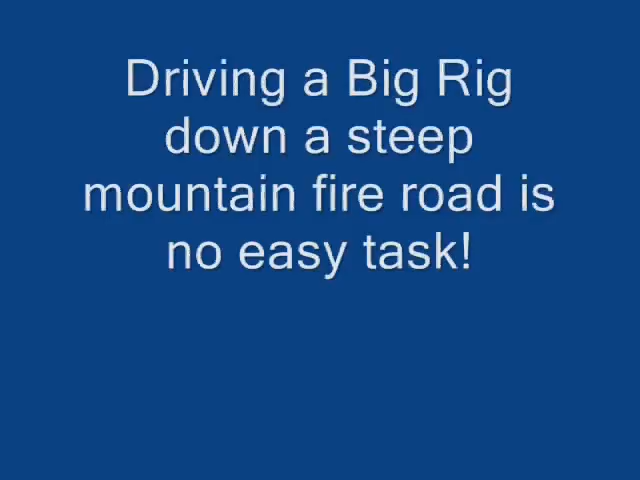 Driving a Big Rig
down a steep
mountain fire road is
no easy task!